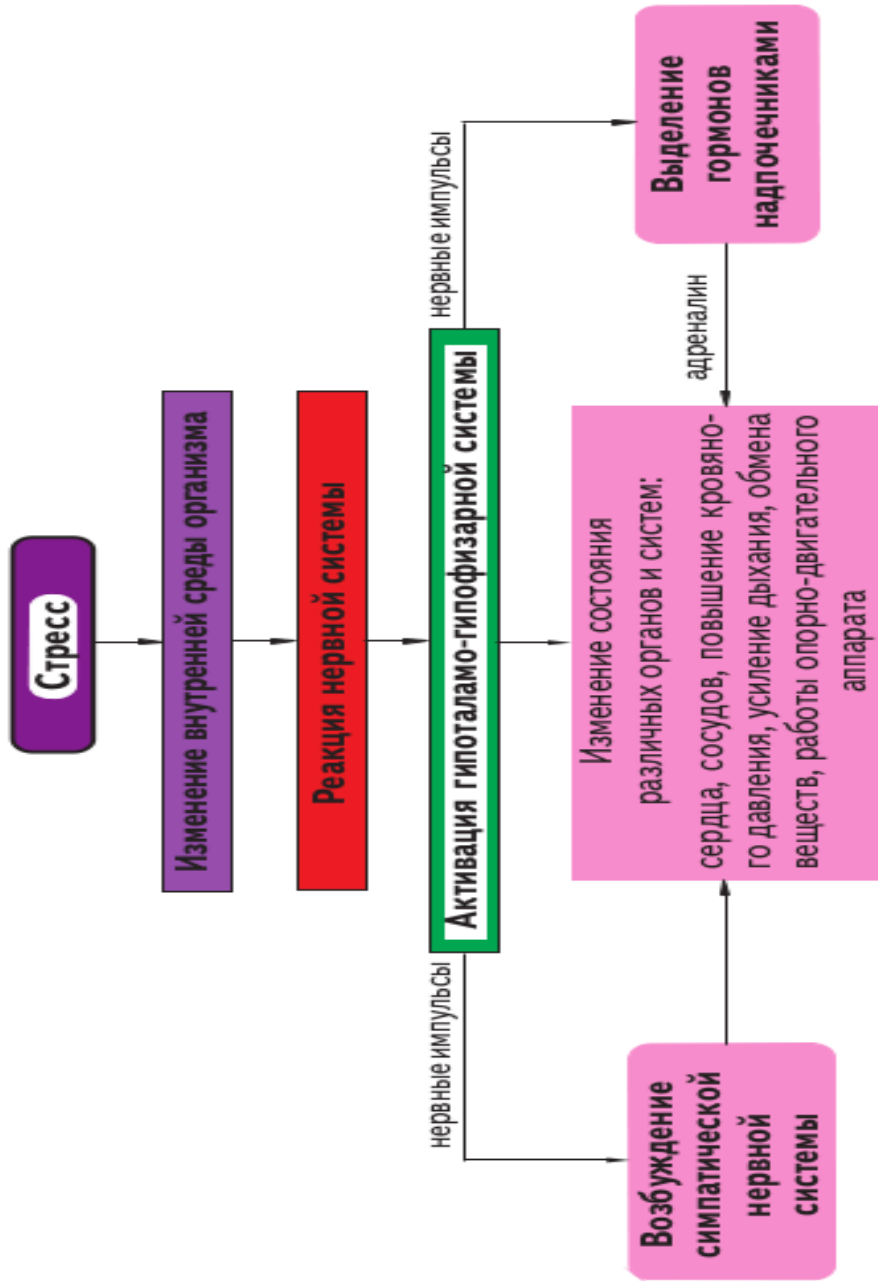 Стресс
Изменение внутренней среды организма
Реакция нервной системы
Активация гипоталамо-гипофизарной системы
нервные импульсы
нервные импульсы
Возбуждение
симпатической
нервной
системы
Изменение состояния
различных органов и систем:
сердца, сосудов, повышение кровяно-
го давления, усиление дыхания, обмена
веществ, работы опорно-двигательного
аппарата
адреналин
Выделение
гормонов
надпочечниками